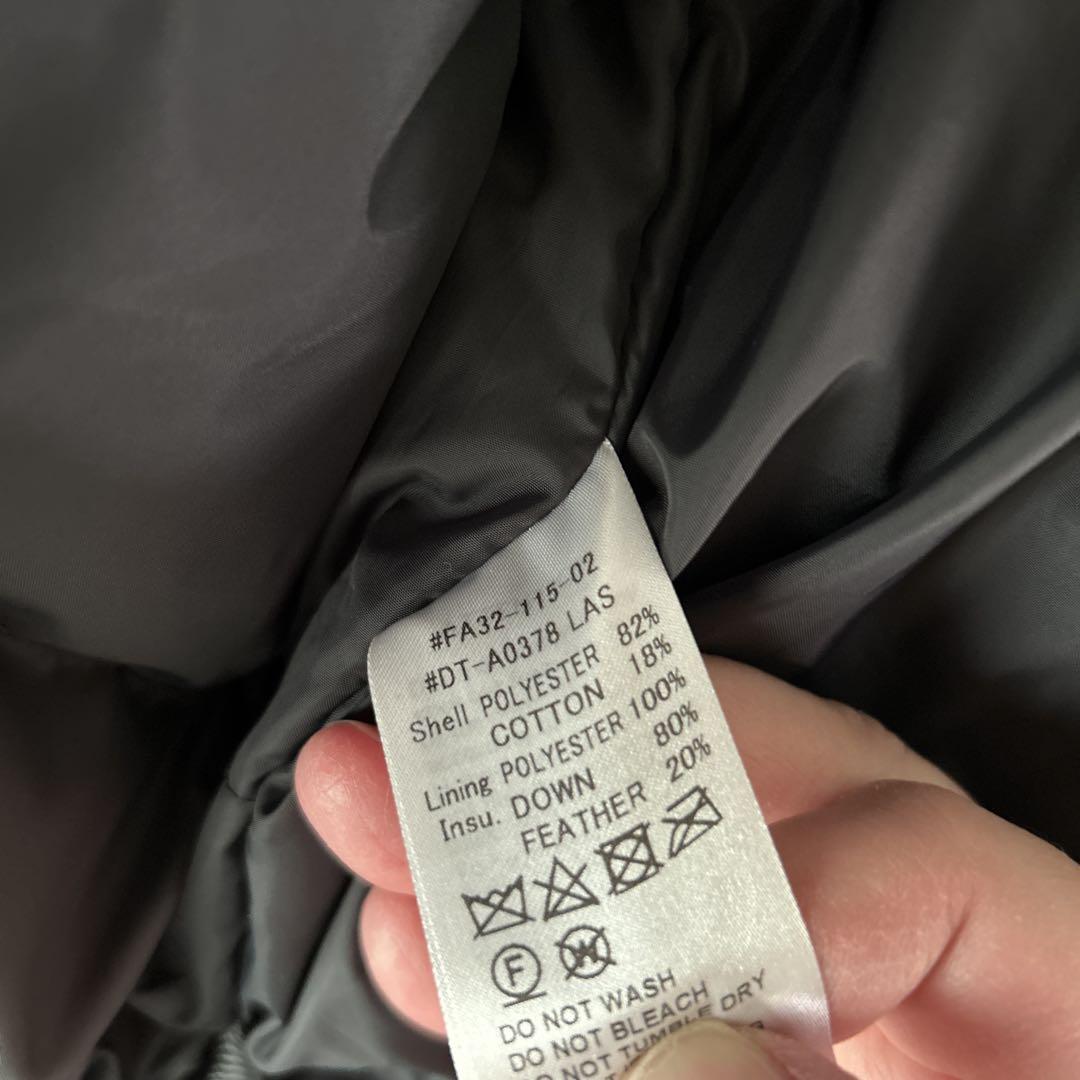 #FA32-115-02
#DT-A0378 LAS
Shell POLYESTER 82%
COTTON 18%
Lining POLYESTER 100%
Insu. DOWN 80%
FEATHER 20%
F W
DO NOT WASH
DO NOT BLEACH
DO NOT TUMBLE DRY